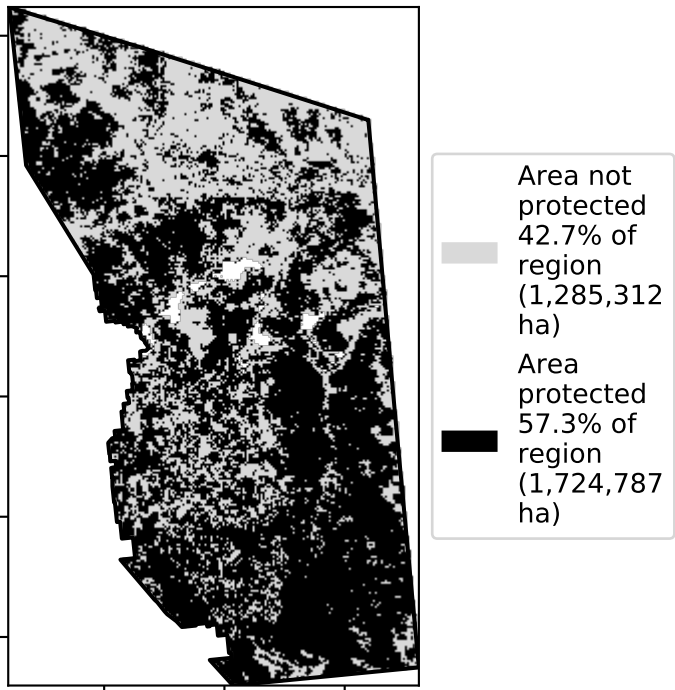 Area not
protected
42.7% of
region
(1,285,312
ha)
Area
protected
57.3% of
region
(1,724,787
ha)